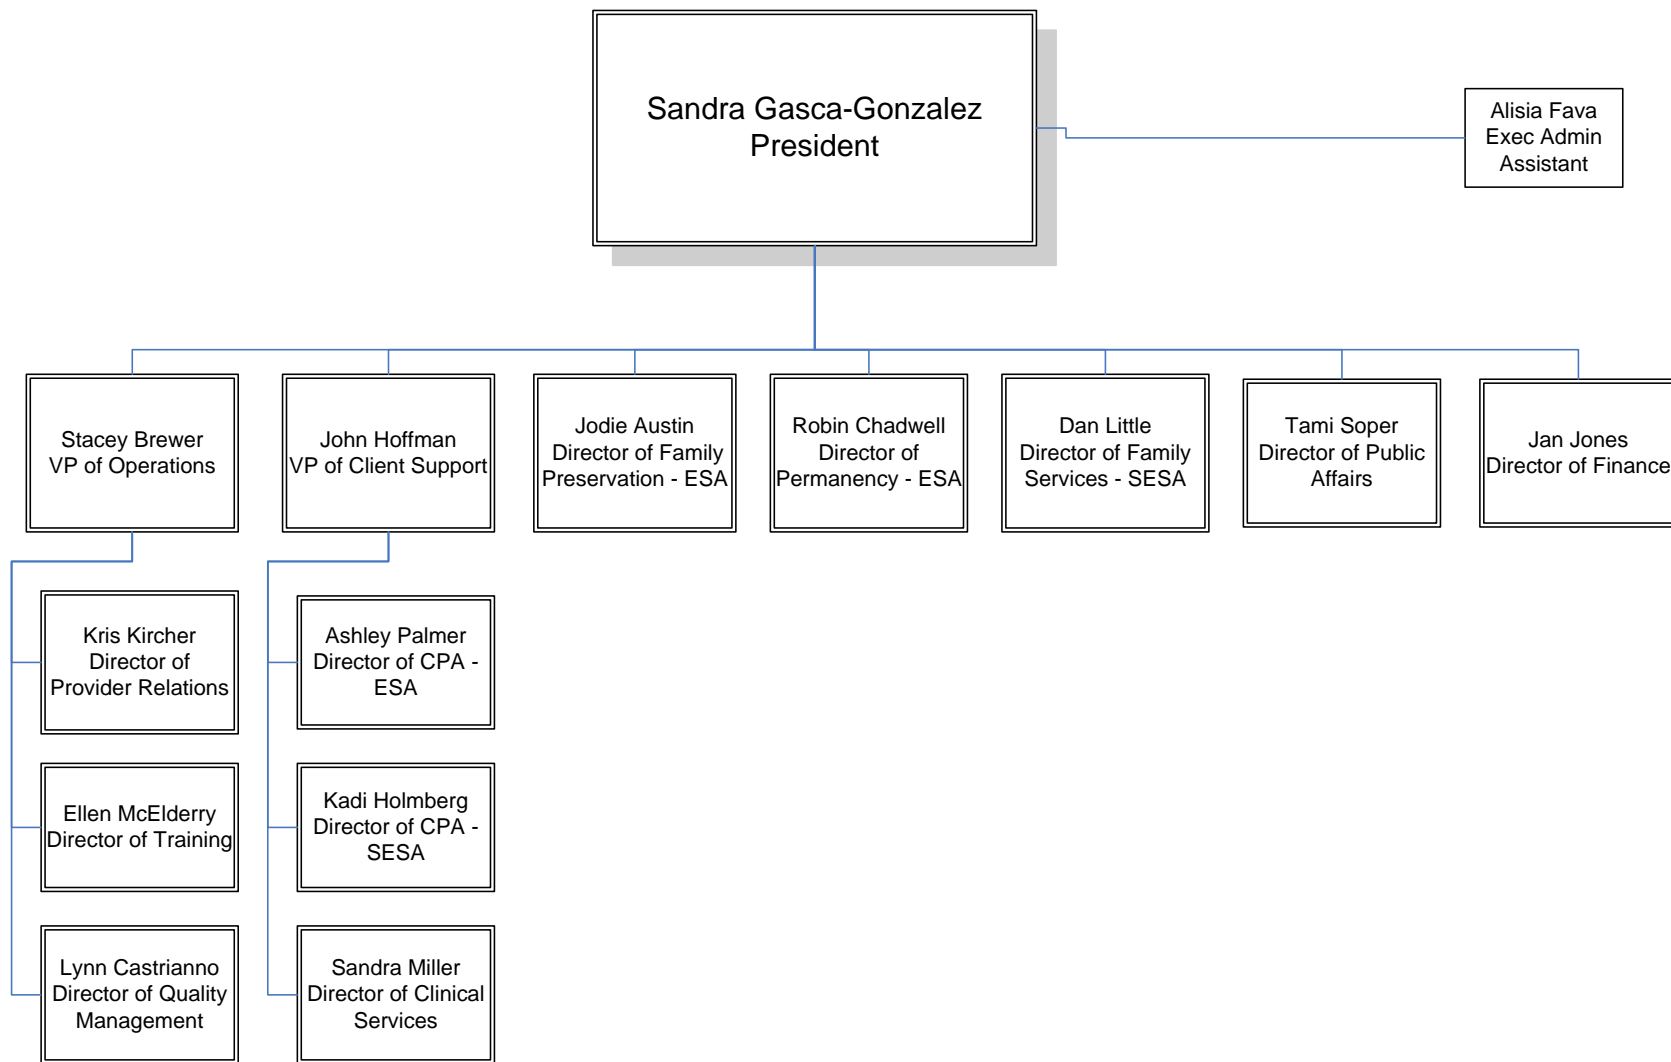 Sandra Gasca-Gonzalez
President
Alisia Fava
Exec Admin
Assistant
Stacey Brewer
VP of Operations
John Hoffman
VP of Client Support
Jodie Austin
Director of Family
Preservation - ESA
Robin Chadwell
Director of
Permanency - ESA
Dan Little
Director of Family
Services - SESA
Tami Soper
Director of Public
Affairs
Jan Jones
Director of Finance
Kris Kircher
Director of
Provider Relations
Ashley Palmer
Director of CPA -
ESA
Ellen McElderry
Director of Training
Kadi Holmberg
Director of CPA -
SESA
Lynn Castrianno
Director of Quality
Management
Sandra Miller
Director of Clinical
Services